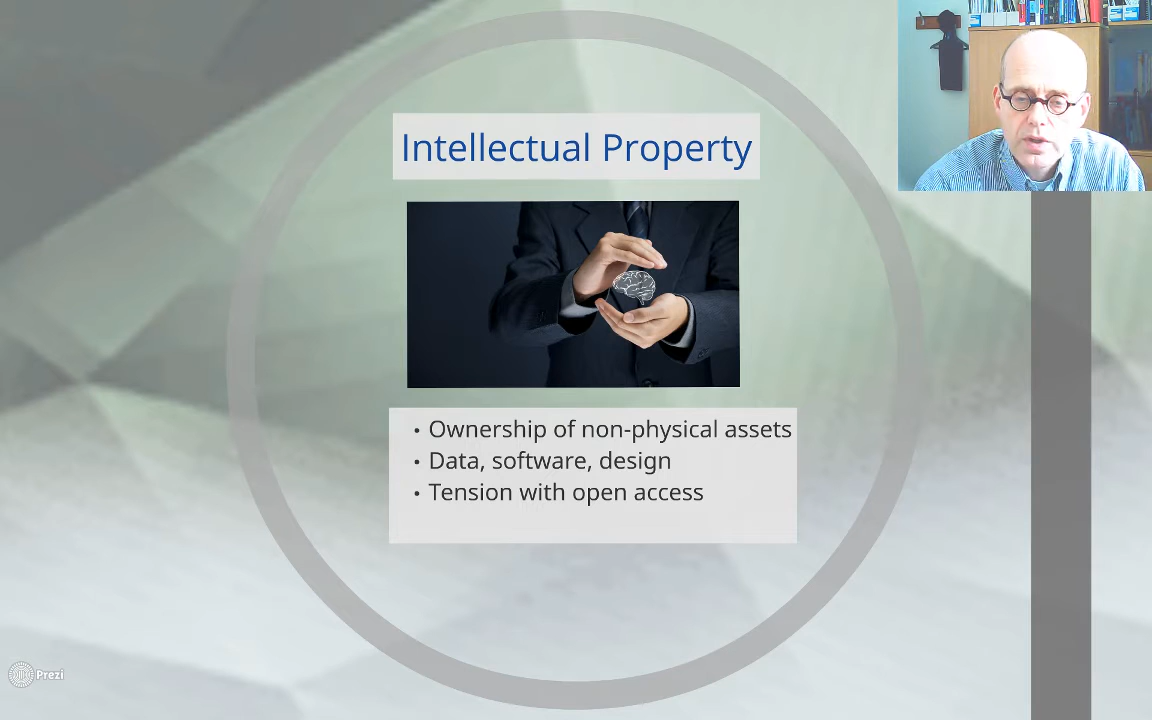 Intellectual Property
• Ownership of non-physical assets
• Data, software, design
• Tension with open access
Prezi